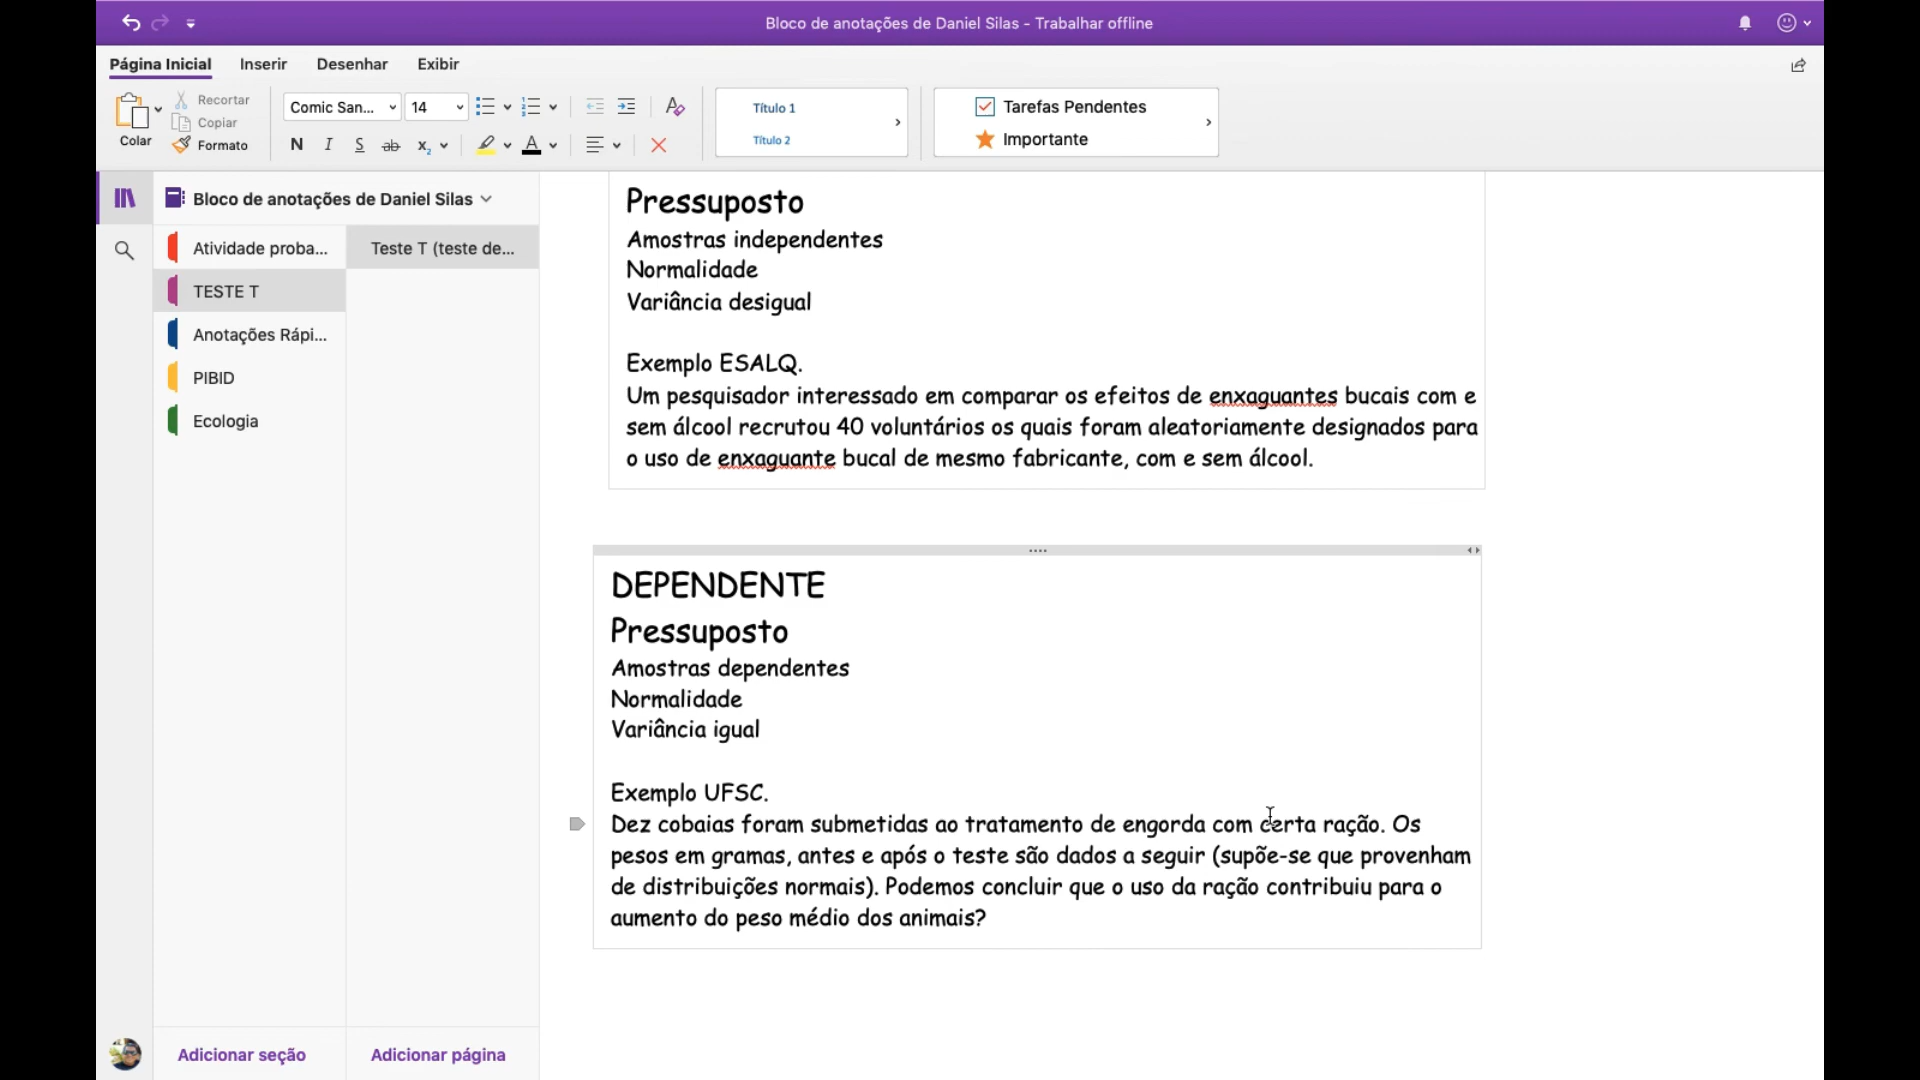 Bloco de anotações de Daniel Silas - Trabalhar offline
Página Inicial
Inserir
Desenhar
Exibir
Colar
Recortar
Copiar
Formato
Comic San...
14
N
I
S
ab
x₂
A
Título 1
Título 2
Tarefas Pendentes
Importante
Bloco de anotações de Daniel Silas
Atividade proba...
TESTE T
Anotações Rápi...
PIBID
Ecologia
Teste T (teste de...
Pressuposto
Amostras independentes
Normalidade
Variância desigual
Exemplo ESALQ.
Um pesquisador interessado em comparar os efeitos de enxaguantes bucais com e
sem álcool recrutou 40 voluntários os quais foram aleatoriamente designados para
o uso de enxaguante bucal de mesmo fabricante, com e sem álcool.
DEPENDENTE
Pressuposto
Amostras dependentes
Normalidade
Variância igual
Exemplo UFSC.
Dez cobaias foram submetidas ao tratamento de engorda com certa ração. Os
pesos em gramas, antes e após o teste são dados a seguir (supõe-se que provenham
de distribuições normais). Podemos concluir que o uso da ração contribuiu para o
aumento do peso médio dos animais?
Adicionar seção
Adicionar página